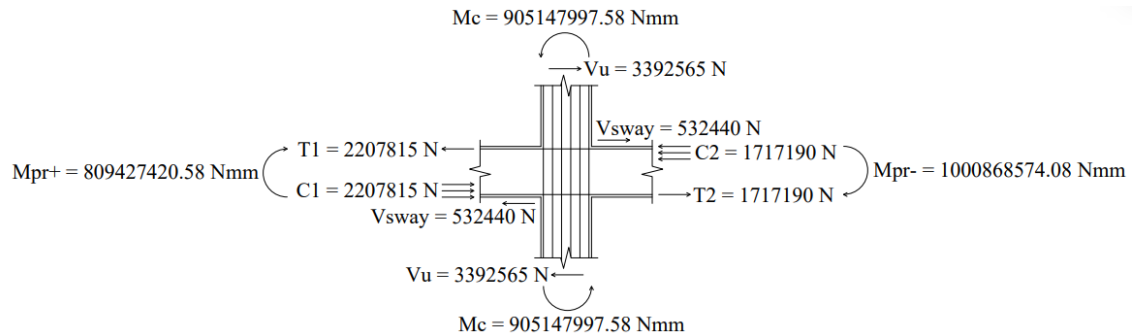 Mc = 905147997.58 Nmm
Vu = 3392565 N
Vsway = 532440 N
T1 = 2207815 N
C2 = 1717190 N
Mpr+ = 809427420.58 Nmm
Mpr- = 1000868574.08 Nmm
C1 = 2207815 N
T2 = 1717190 N
Vsway = 532440 N
Vu = 3392565 N
Mc = 905147997.58 Nmm